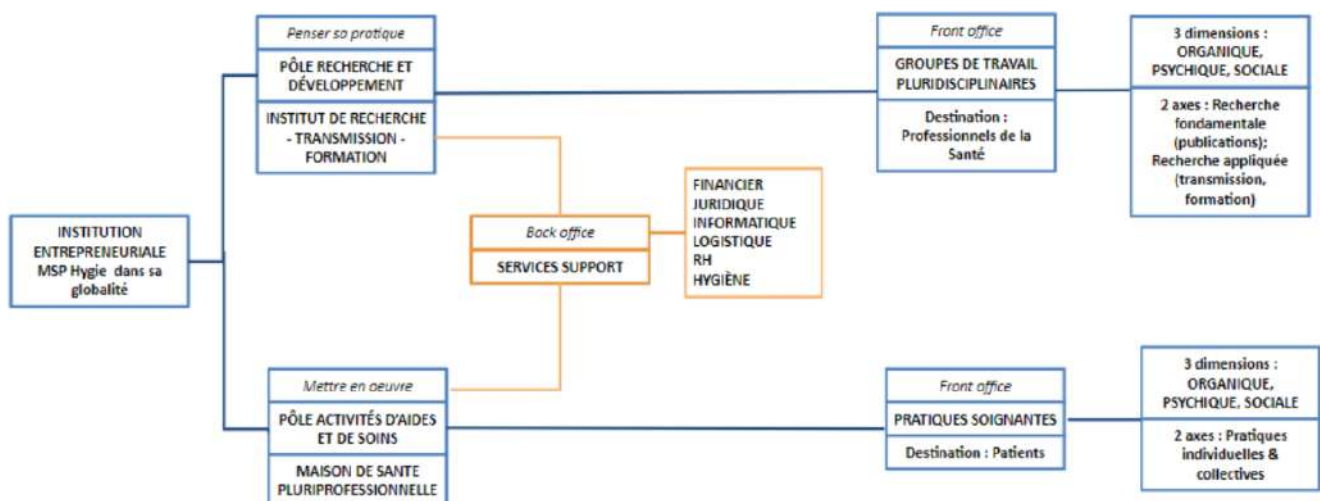 Penser sa pratique
PÔLE RECHERCHE ET
DÉVELOPPEMENT
INSTITUT DE RECHERCHE
- TRANSMISSION -
FORMATION
Front office
GROUPES DE TRAVAIL
PLURIDISCIPLINAIRES
Destination :
Professionnels de la
Santé
3 dimensions :
ORGANIQUE,
PSYCHIQUE, SOCIALE
2 axes : Recherche
fondamentale
(publications);
Recherche appliquée
(transmission,
formation)
INSTITUTION
ENTREPRENEURIALE
MSP Hygie dans sa
globalité
Back office
SERVICES SUPPORT
FINANCIER
JURIDIQUE
INFORMATIQUE
LOGISTIQUE
RH
HYGIÈNE
Mettre en oeuvre
PÔLE ACTIVITÉS D'AIDES
ET DE SOINS
MAISON DE SANTE
PLURIPROFESSIONNELLE
Front office
PRATIQUES SOIGNANTES
Destination : Patients
3 dimensions :
ORGANIQUE,
PSYCHIQUE, SOCIALE
2 axes : Pratiques
individuelles &
collectives